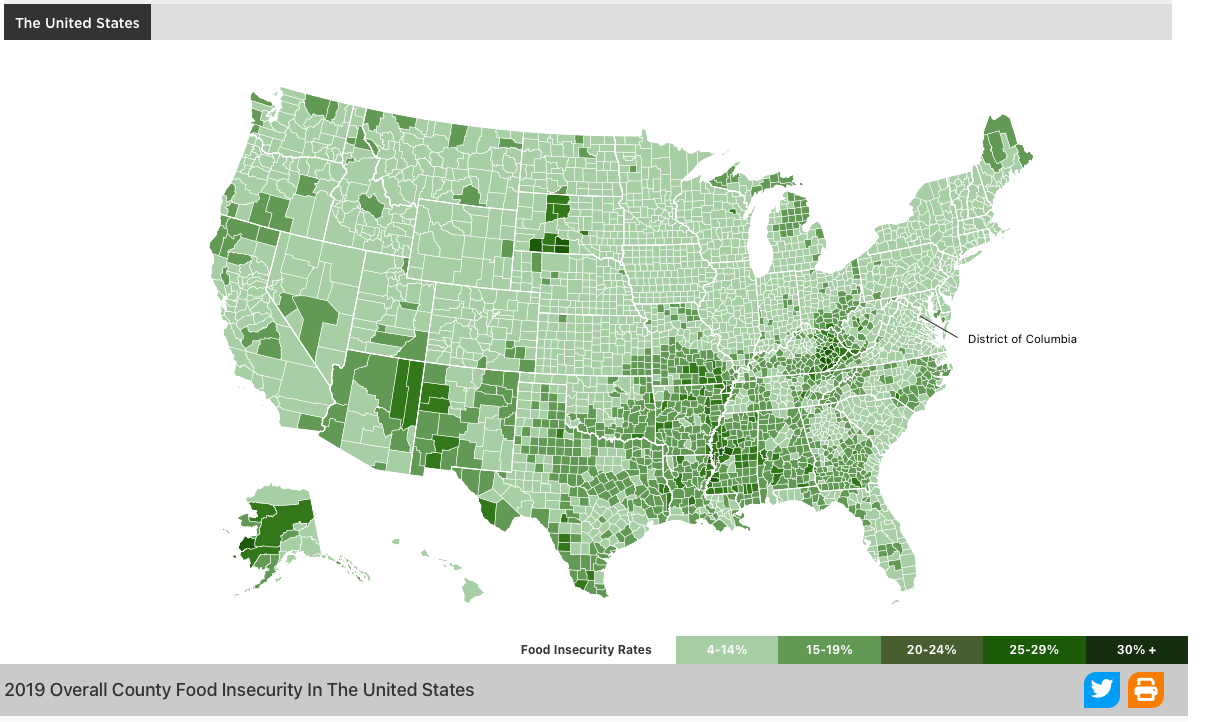 The United States
District of Columbia
Food Insecurity Rates 4-14% 15-19% 20-24% 25-29% 30% +
2019 Overall County Food Insecurity In The United States